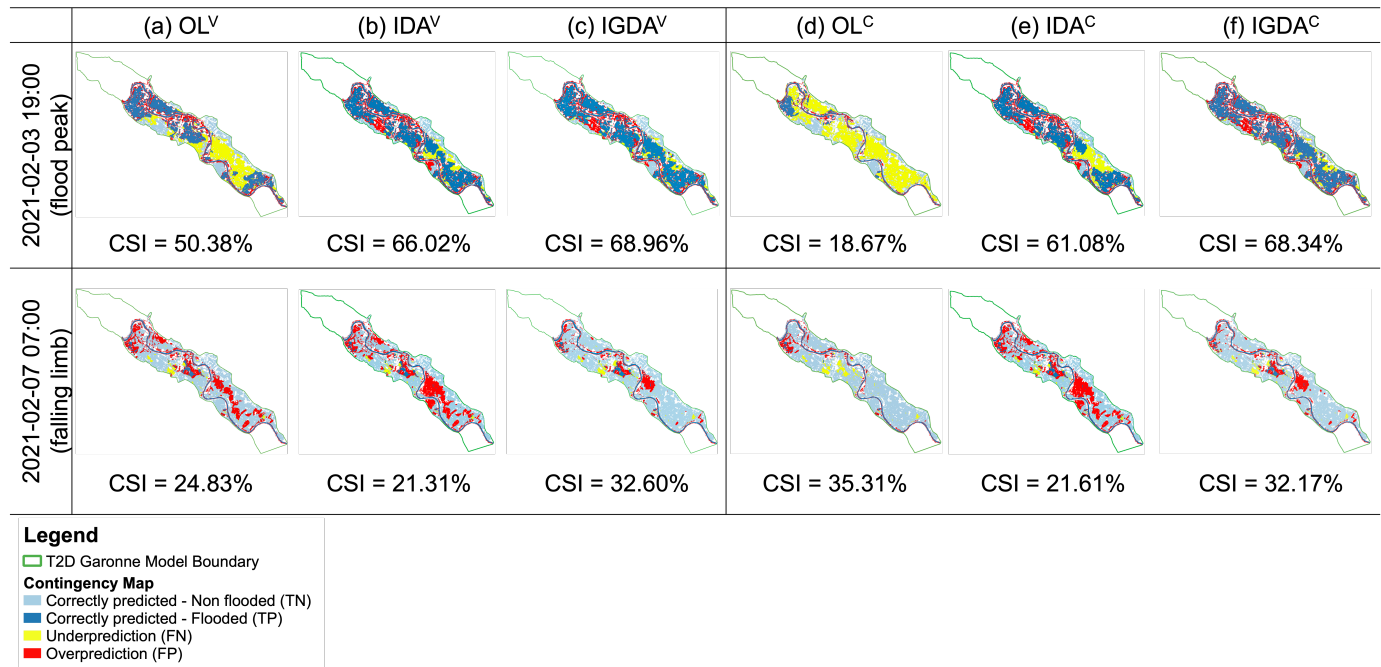 (a) OLⱽ (b) IDAⱽ (c) IGDAⱽ (d) OLC (e) IDAC (f) IGDAC
2021-02-03 19:00
(flood peak)
CSI = 50.38% CSI = 66.02% CSI = 68.96% CSI = 18.67% CSI = 61.08% CSI = 68.34%
2021-02-07 07:00
(falling limb)
CSI = 24.83% CSI = 21.31% CSI = 32.60% CSI = 35.31% CSI = 21.61% CSI = 32.17%
Legend
T2D Garonne Model Boundary
Contingency Map
Correctly predicted - Non flooded (TN)
Correctly predicted - Flooded (TP)
Underprediction (FN)
Overprediction (FP)